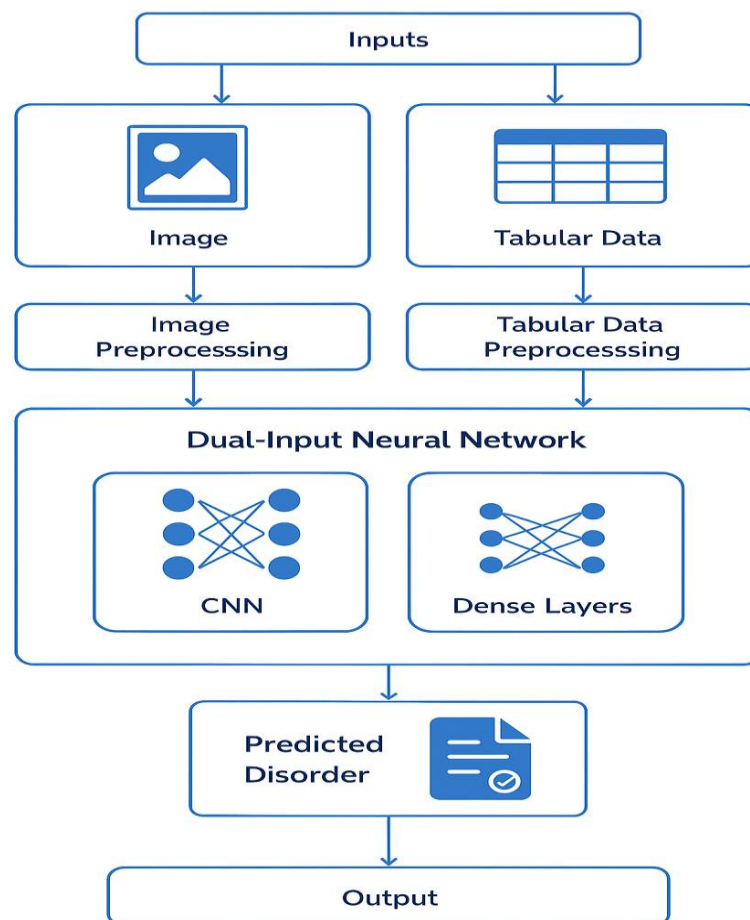 Inputs
Image
Tabular Data
Image
Preprocesssing
Tabular Data
Preprocesssing
Dual-Input Neural Network
CNN
Dense Layers
Predicted
Disorder
Output